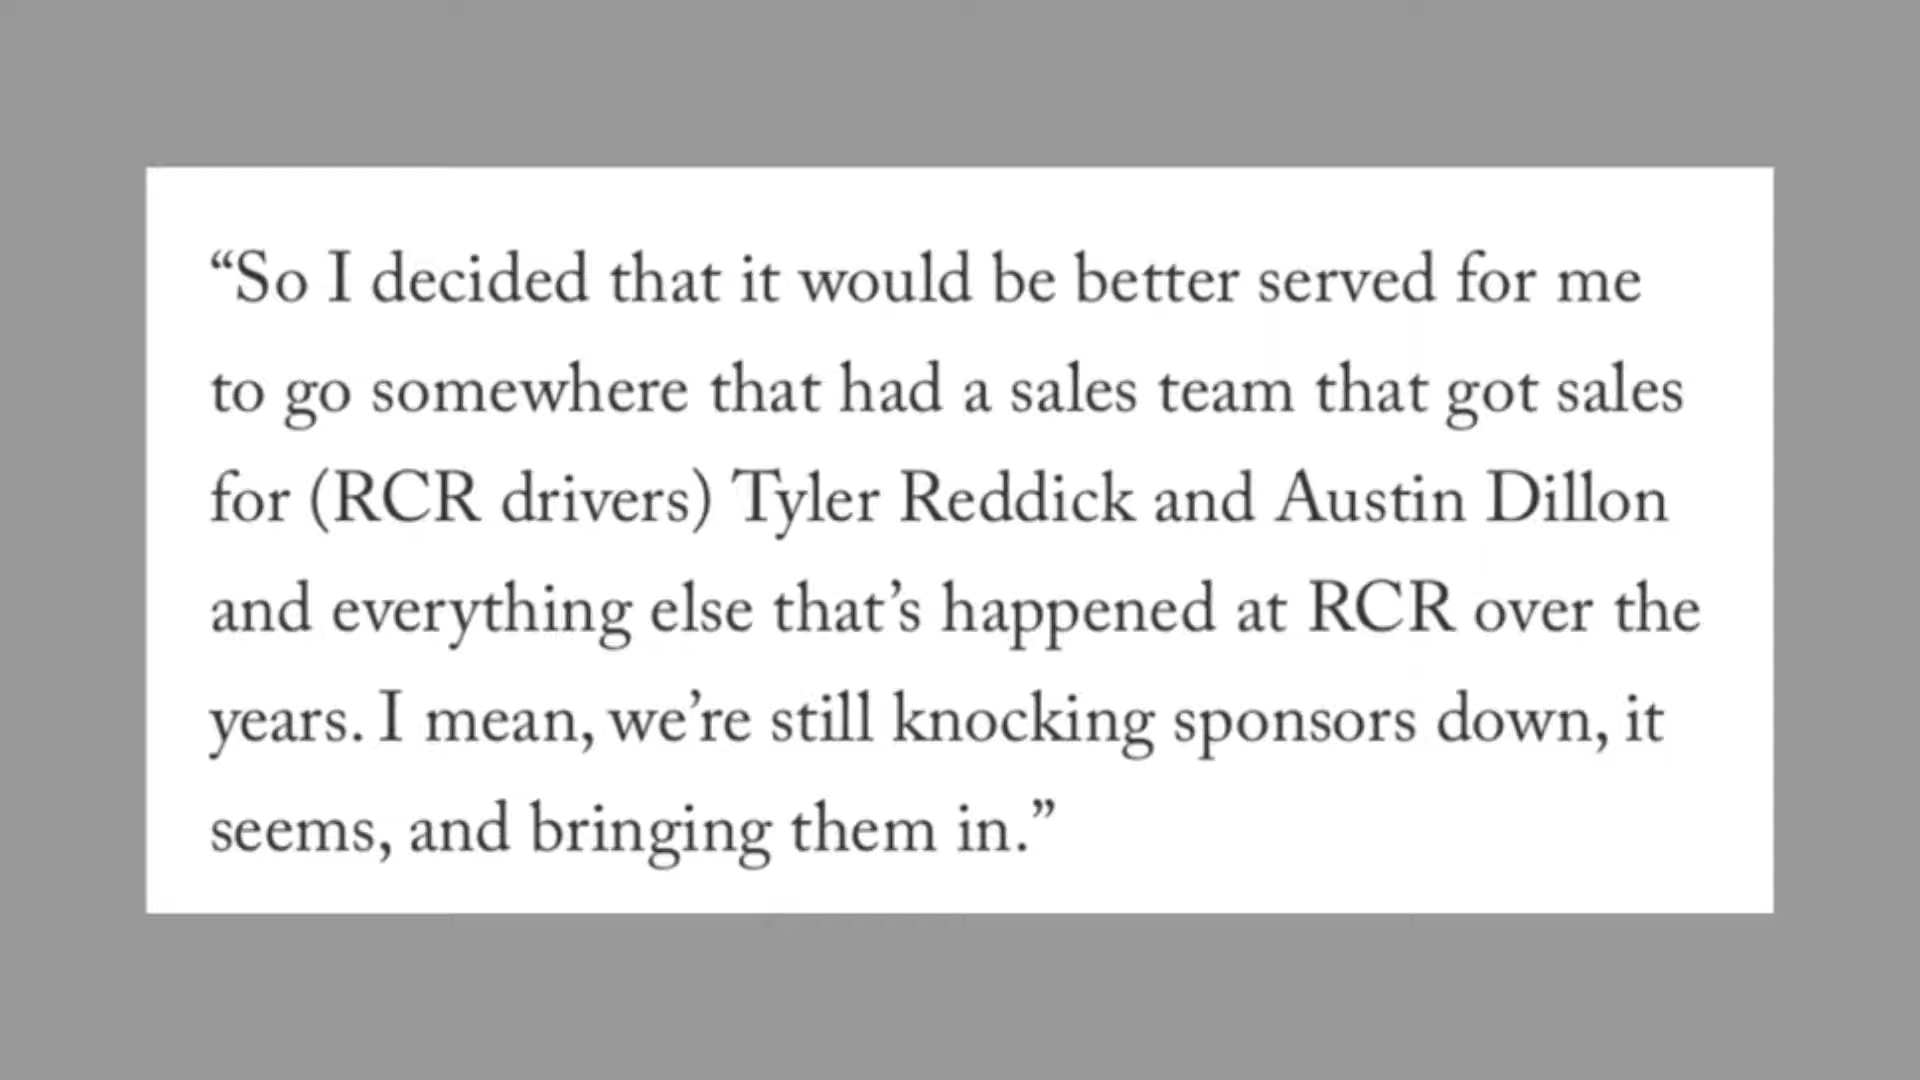 “So I decided that it would be better served for me
to go somewhere that had a sales team that got sales
for (RCR drivers) Tyler Reddick and Austin Dillon
and everything else that’s happened at RCR over the
years. I mean, we’re still knocking sponsors down, it
seems, and bringing them in.”